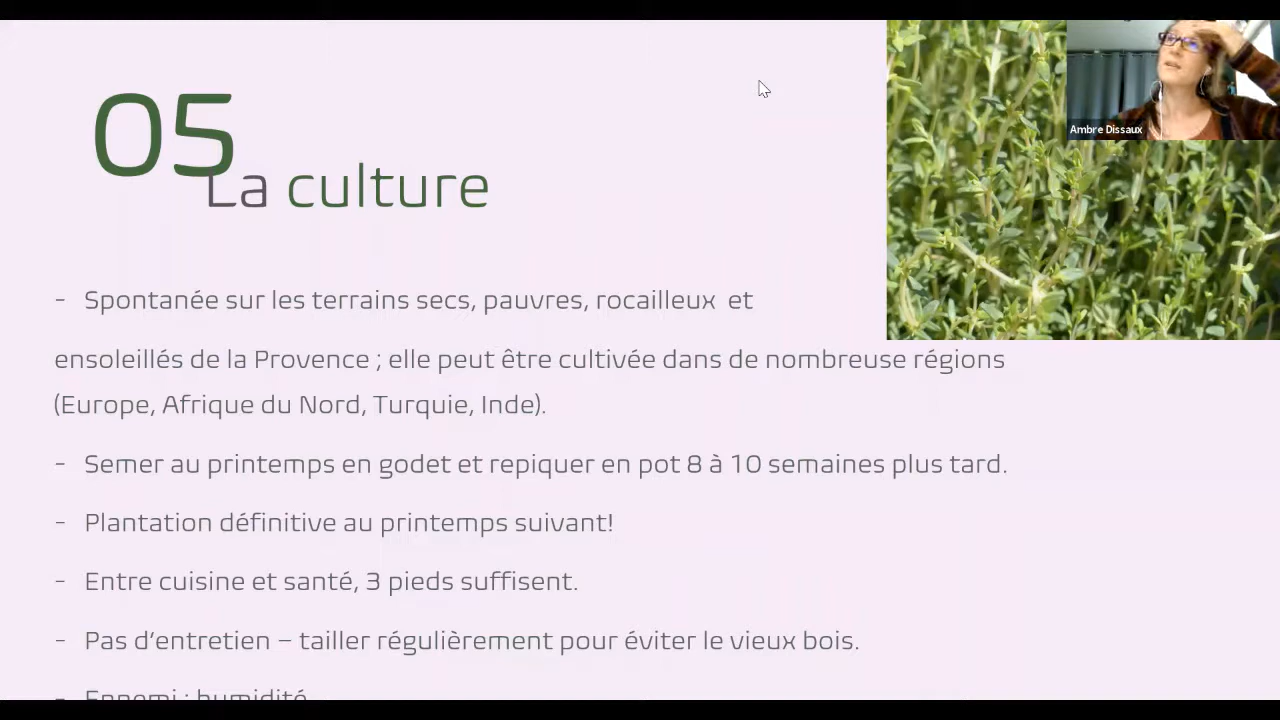 05
La culture
Ambre Dissaux
- Spontanée sur les terrains secs, pauvres, rocailleux et
ensoleillés de la Provence ; elle peut être cultivée dans de nombreuse régions
(Europe, Afrique du Nord, Turquie, Inde).
- Semer au printemps en godet et repiquer en pot 8 à 10 semaines plus tard.
- Plantation définitive au printemps suivant!
- Entre cuisine et santé, 3 pieds suffisent.
- Pas d’entretien – tailler régulièrement pour éviter le vieux bois.
- Ennemi : humidité